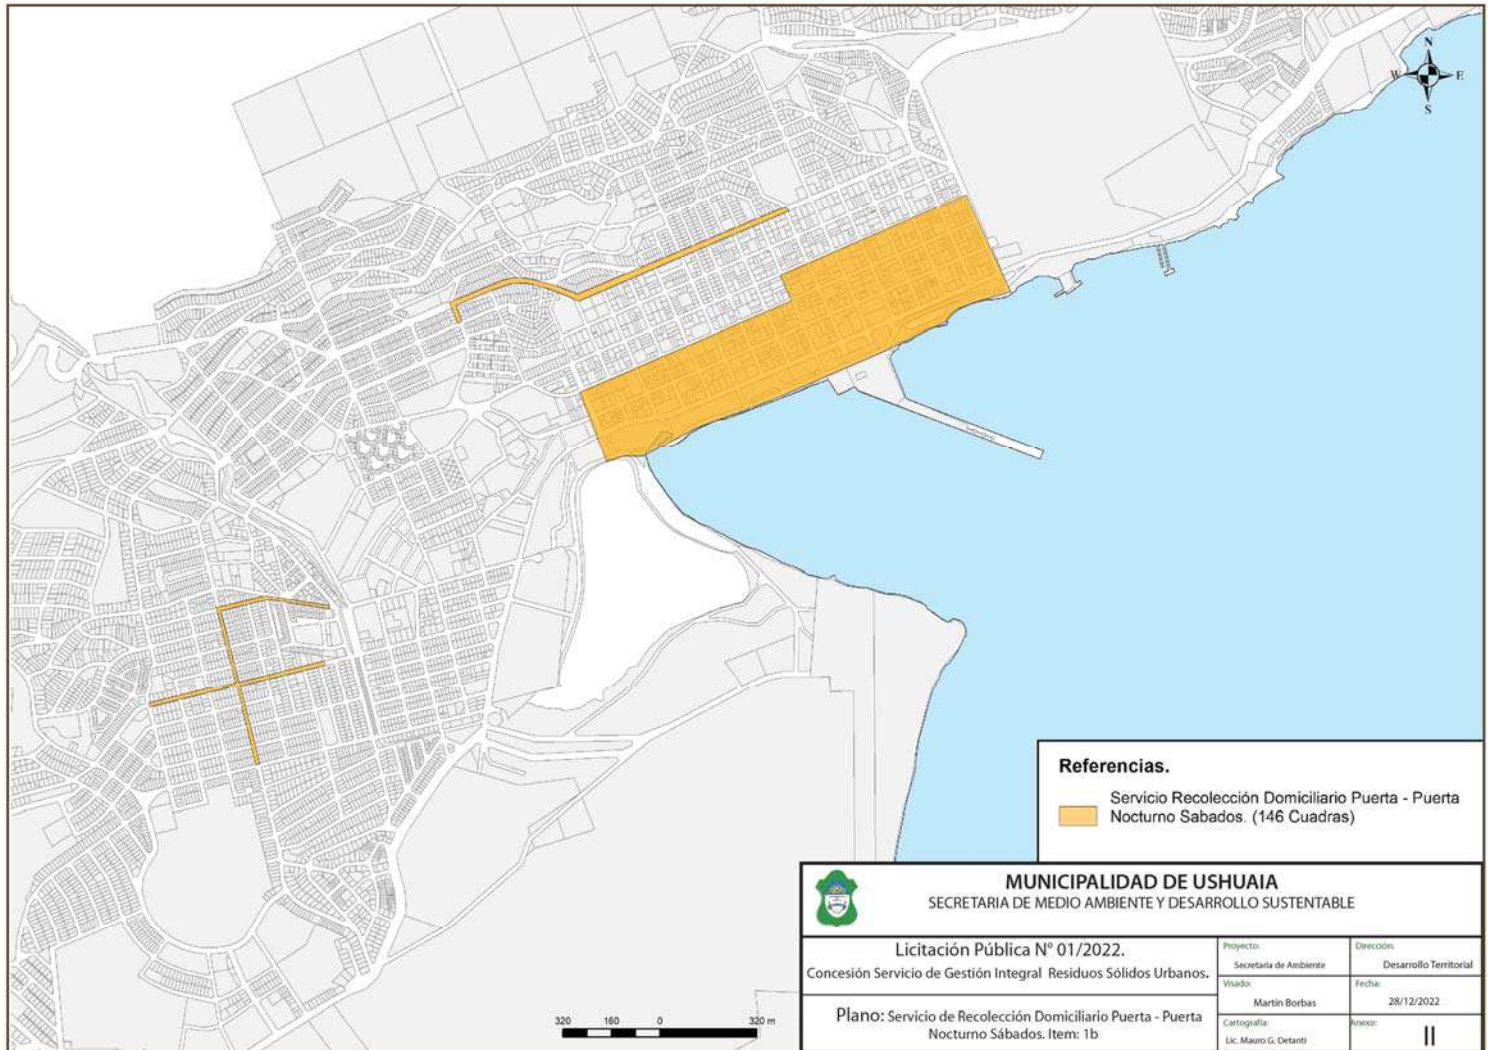 N
W
E
S
Referencias.
Servicio Recolección Domiciliario Puerta - Puerta
Nocturno Sabados. (146 Cuadras)
MUNICIPALIDAD DE USHUAIA
SECRETARIA DE MEDIO AMBIENTE Y DESARROLLO SUSTENTABLE
Licitación Pública N° 01/2022.
Concesión Servicio de Gestión Integral Residuos Sólidos Urbanos.
Plano: Servicio de Recolección Domiciliario Puerta - Puerta
Nocturno Sábados. Item: 1b
Proyecto:
Secretaria de Ambiente
Dirección:
Desarrollo Territorial
Visado:
Martín Borbas
Fecha:
28/12/2022
Cartografia:
Lic. Mauro G. Detanti
Anexo:
II
320 160 0 320 m